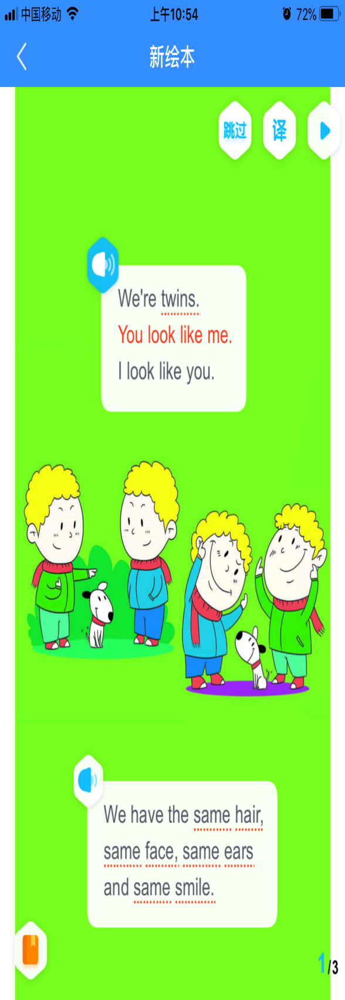 中国移动 上午10:54 72%
新绘本
跳过 译
We're twins.
You look like me.
I look like you.
We have the same hair,
same face, same ears
and same smile.
1/3